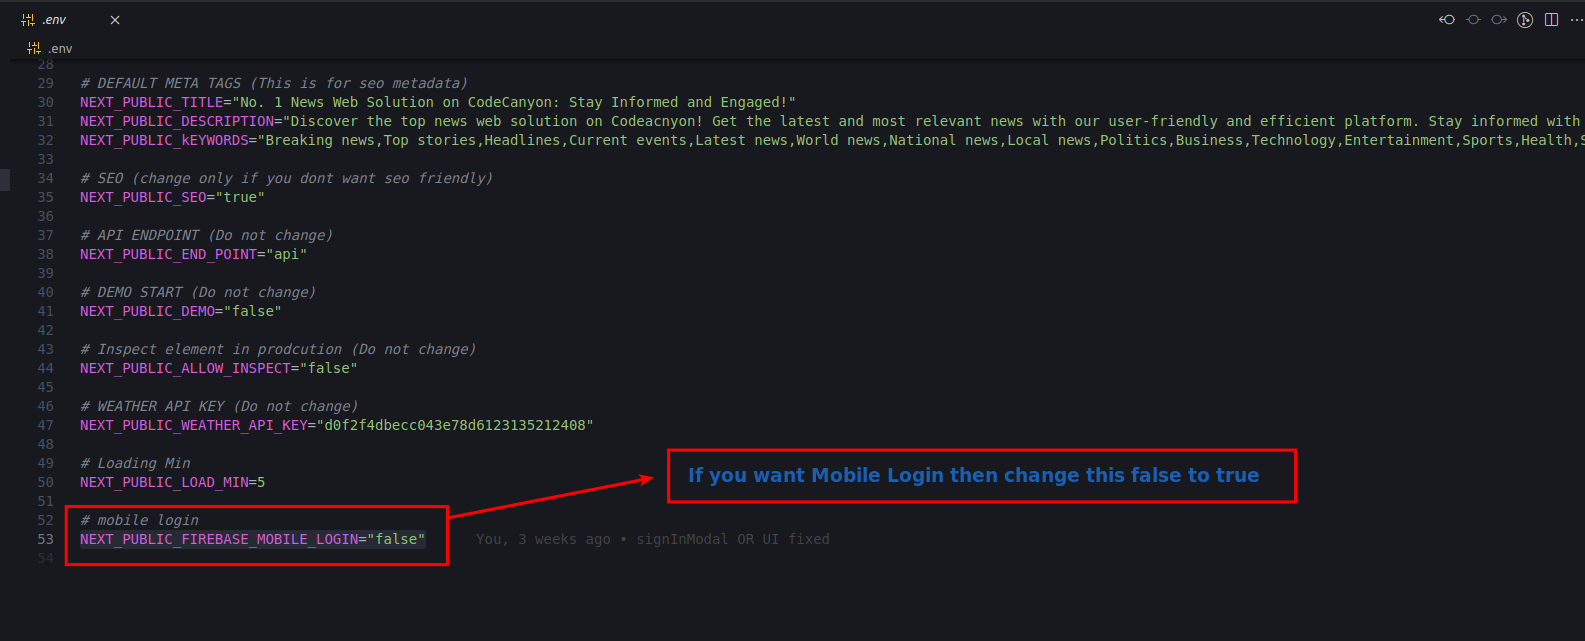 .env
.env
28
29 # DEFAULT META TAGS (This is for seo metadata)
30 NEXT_PUBLIC_TITLE="No. 1 News Web Solution on CodeCanyon: Stay Informed and Engaged!"
31 NEXT_PUBLIC_DESCRIPTION="Discover the top news web solution on Codeacnyon! Get the latest and most relevant news with our user-friendly and efficient platform. Stay informed with
32 NEXT_PUBLIC_kEYWORDS="Breaking news,Top stories,Headlines,Current events,Latest news,World news,National news,Local news,Politics,Business,Technology,Entertainment,Sports,Health,S
33
34 # SEO (change only if you dont want seo friendly)
35 NEXT_PUBLIC_SEO="true"
36
37 # API ENDPOINT (Do not change)
38 NEXT_PUBLIC_END_POINT="api"
39
40 # DEMO START (Do not change)
41 NEXT_PUBLIC_DEMO="false"
42
43 # Inspect element in prodcution (Do not change)
44 NEXT_PUBLIC_ALLOW_INSPECT="false"
45
46 # WEATHER API KEY (Do not change)
47 NEXT_PUBLIC_WEATHER_API_KEY="d0f2f4dbecc043e78d6123135212408"
48
49 # Loading Min
50 NEXT_PUBLIC_LOAD_MIN=5
51
If you want Mobile Login then change this false to true
52 # mobile login
53 NEXT_PUBLIC_FIREBASE_MOBILE_LOGIN="false" You, 3 weeks ago • signInModal OR UI fixed
54